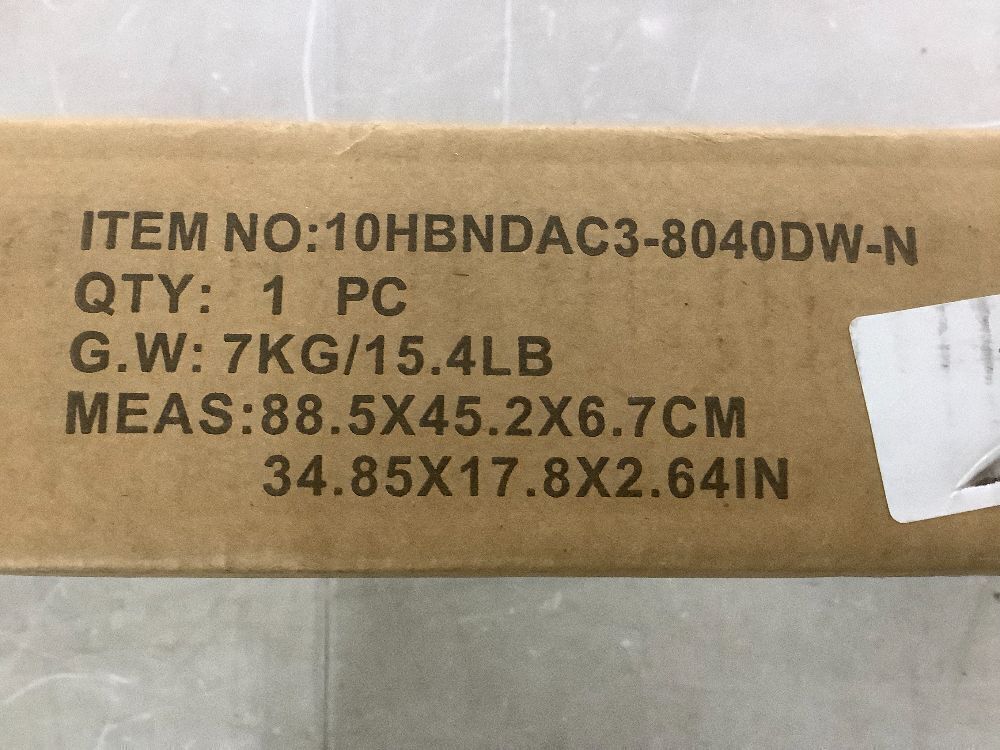 ITEM NO:10HBNDAC3-8040DW-N
QTY: 1 PC
G.W: 7KG/15.4LB
MEAS:88.5X45.2X6.7CM
34.85X17.8X2.64IN